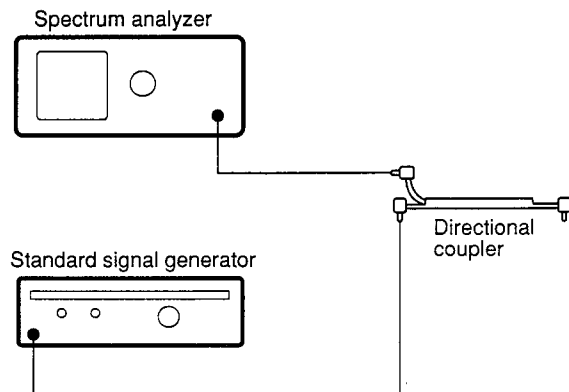 Spectrum analyzer
Directional
coupler
Standard signal generator